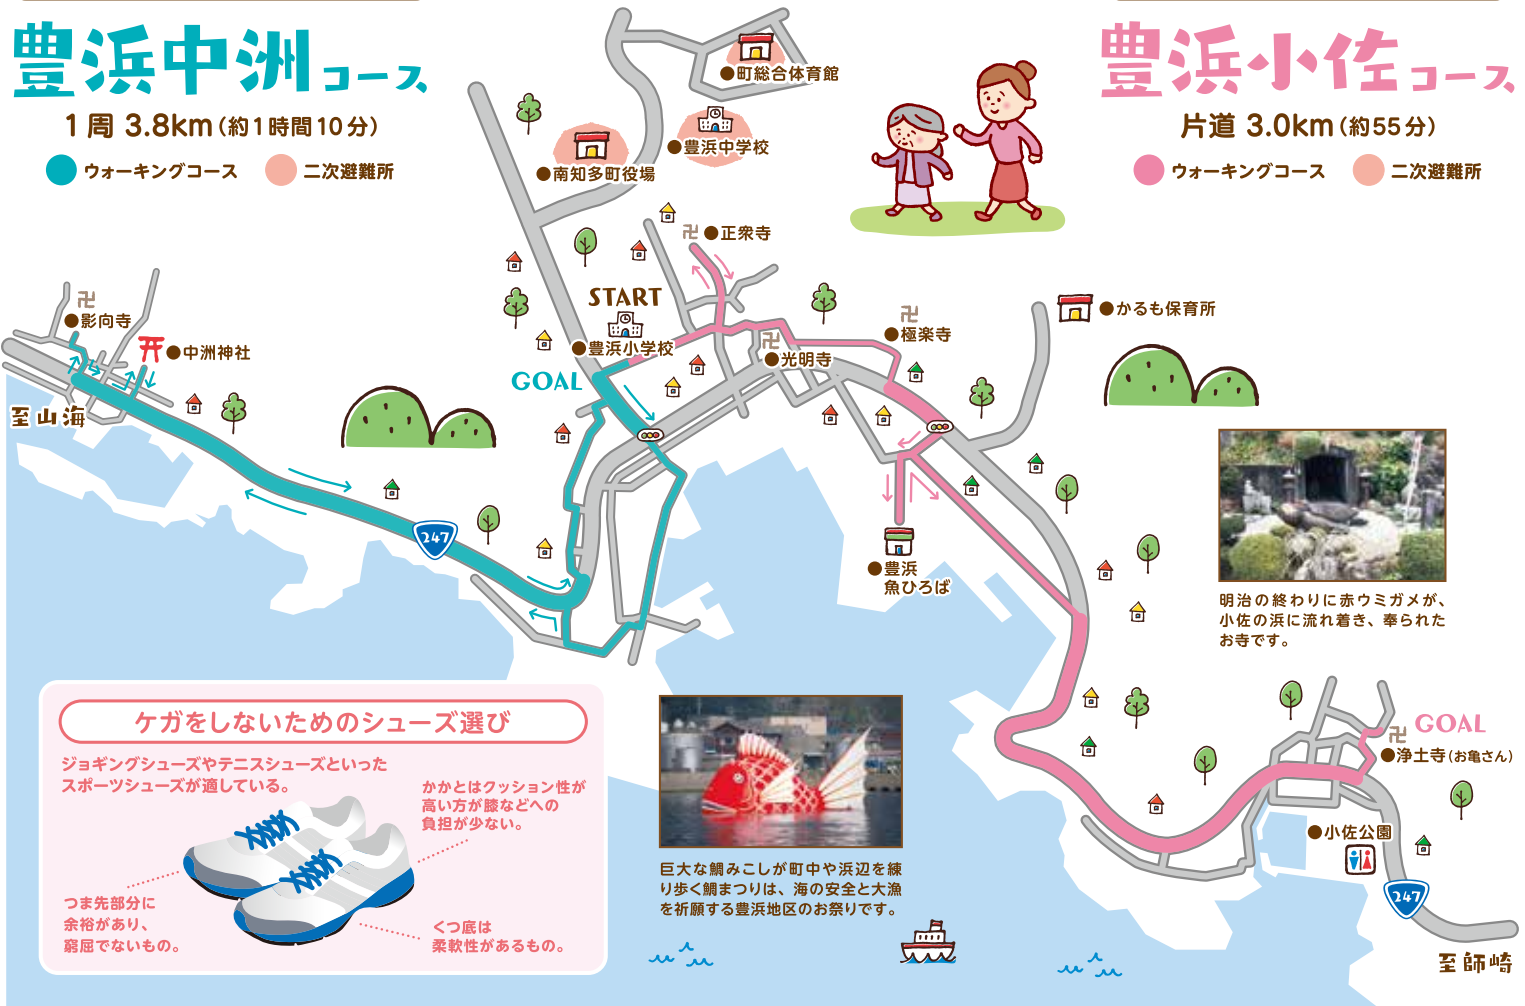 豊浜中洲コース
1周 3.8km(約1時間10分)
ウォーキングコース
二次避難所
豊浜小佐コース
片道 3.0km(約55分)
ウォーキングコース
二次避難所
●町総合体育館
●豊浜中学校
●南知多町役場
卍 ●正衆寺
START
●豊浜小学校
GOAL
卍
●影向寺
●中洲神社
至山海
卍
●光明寺
卍
●極楽寺
●かるも保育所
247
●豊浜
魚ひろば
明治の終わりに赤ウミガメが、
小佐の浜に流れ着き、奉られた
お寺です。
卍 GOAL
●浄土寺(お亀さん)
●小佐公園
247
至師崎
ケガをしないためのシューズ選び
ジョギングシューズやテニスシューズといった
スポーツシューズが適している。
かかとはクッション性が
高い方が膝などへの
負担が少ない。
つま先部分に
余裕があり、
窮屈でないもの。
くつ底は
柔軟性があるもの。
巨大な鯛みこしが町中や浜辺を練
り歩く鯛まつりは、海の安全と大漁
を祈願する豊浜地区のお祭りです。